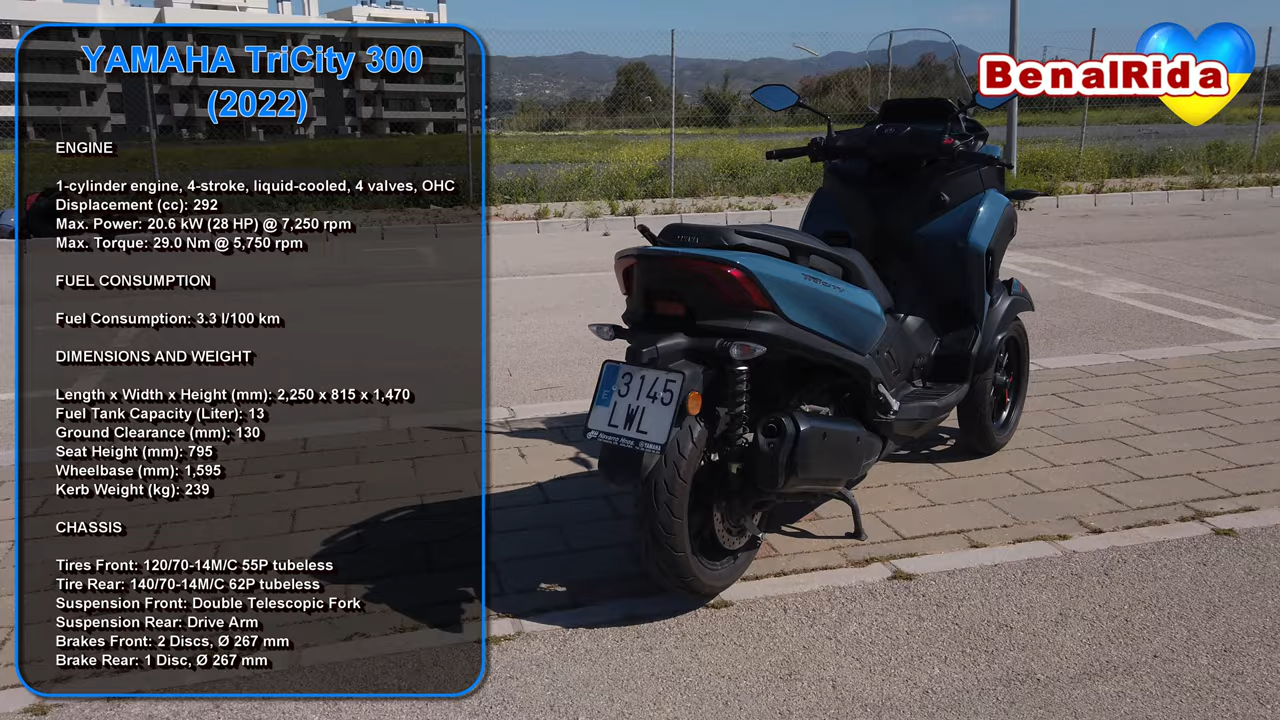 YAMAHA TriCity 300
(2022)
ENGINE
1-cylinder engine, 4-stroke, liquid-cooled, 4 valves, OHC
Displacement (cc): 292
Max. Power: 20.6 kW (28 HP) @ 7,250 rpm
Max. Torque: 29.0 Nm @ 5,750 rpm
FUEL CONSUMPTION
Fuel Consumption: 3.3 l/100 km
DIMENSIONS AND WEIGHT
Length x Width x Height (mm): 2,250 x 815 x 1,470
Fuel Tank Capacity (Liter): 13
Ground Clearance (mm): 130
Seat Height (mm): 795
Wheelbase (mm): 1,595
Kerb Weight (kg): 239
CHASSIS
Tires Front: 120/70-14M/C 55P tubeless
Tire Rear: 140/70-14M/C 62P tubeless
Suspension Front: Double Telescopic Fork
Suspension Rear: Drive Arm
Brakes Front: 2 Discs, Ø 267 mm
Brake Rear: 1 Disc, Ø 267 mm
BenalRida
YAMAHA
TRICITY
E 3145
LWL
Navarro Hnos. YAMAHA